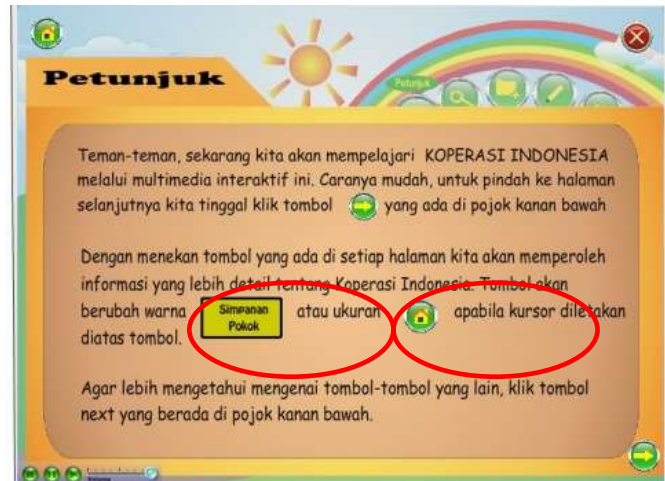 Petunjuk
Petunjuk
Teman-teman, sekarang kita akan mempelajari KOPERASI INDONESIA
melalui multimedia interaktif ini. Caranya mudah, untuk pindah ke halaman
selanjutnya kita tinggal klik tombol yang ada di pojok kanan bawah
Dengan menekan tombol yang ada di setiap halaman kita akan memperoleh
informasi yang lebih detail tentang Koperasi Indonesia. Tombol akan
berubah warna Simpanan Pokok atau ukuran apabila kursor diletakan
diatas tombol.
Agar lebih mengetahui mengenai tombol-tombol yang lain, klik tombol
next yang berada di pojok kanan bawah.